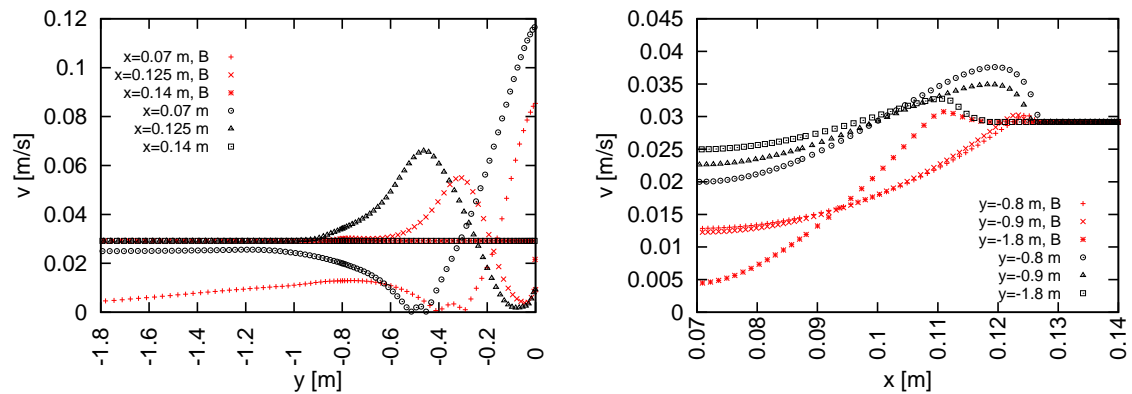 0.12
0.1
0.08
0.06
0.04
0.02
0
v [m/s]
x=0.07 m, B
x=0.125 m, B
x=0.14 m, B
x=0.07 m
x=0.125 m
x=0.14 m
-1.8 -1.6 -1.4 -1.2 -1 -0.8 -0.6 -0.4 -0.2 0
y [m]
0.045
0.04
0.035
0.03
0.025
0.02
0.015
0.01
0.005
0
v [m/s]
y=-0.8 m, B
y=-0.9 m, B
y=-1.8 m, B
y=-0.8 m
y=-0.9 m
y=-1.8 m
0.07 0.08 0.09 0.1 0.11 0.12 0.13 0.14
x [m]